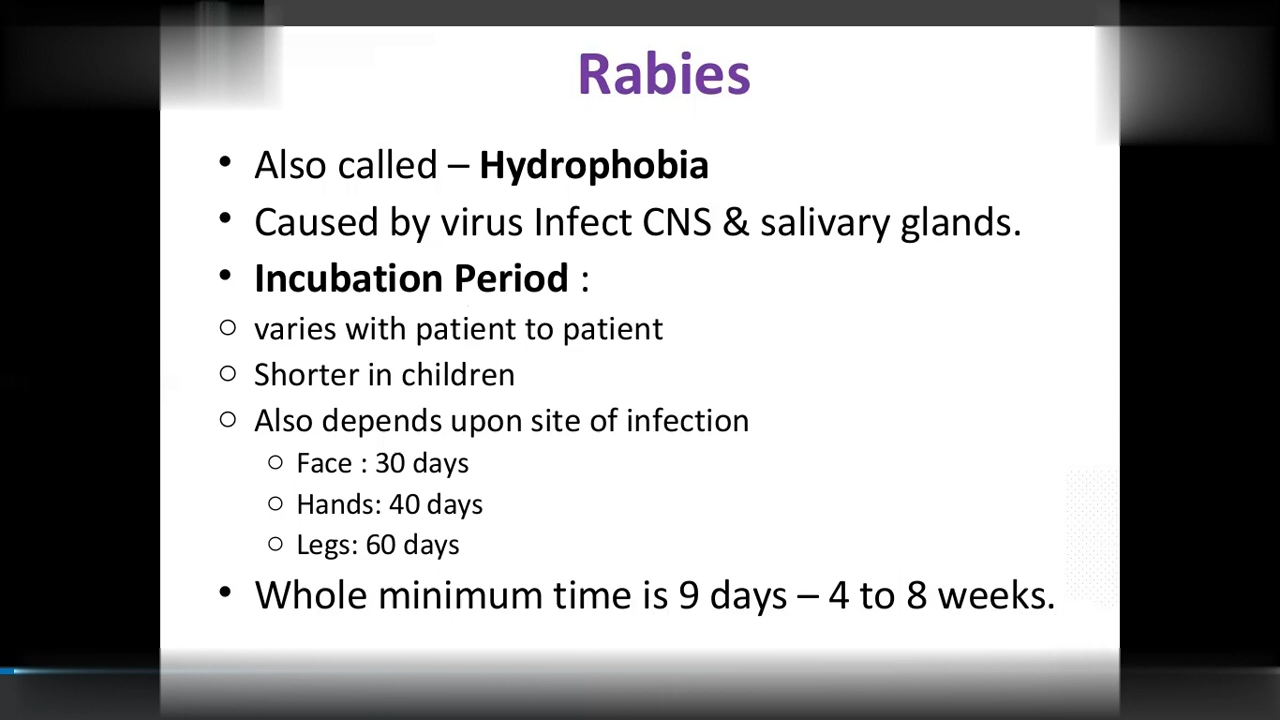 Rabies
• Also called – Hydrophobia
• Caused by virus Infect CNS & salivary glands.
• Incubation Period :
○ varies with patient to patient
○ Shorter in children
○ Also depends upon site of infection
○ Face : 30 days
○ Hands: 40 days
○ Legs: 60 days
• Whole minimum time is 9 days – 4 to 8 weeks.